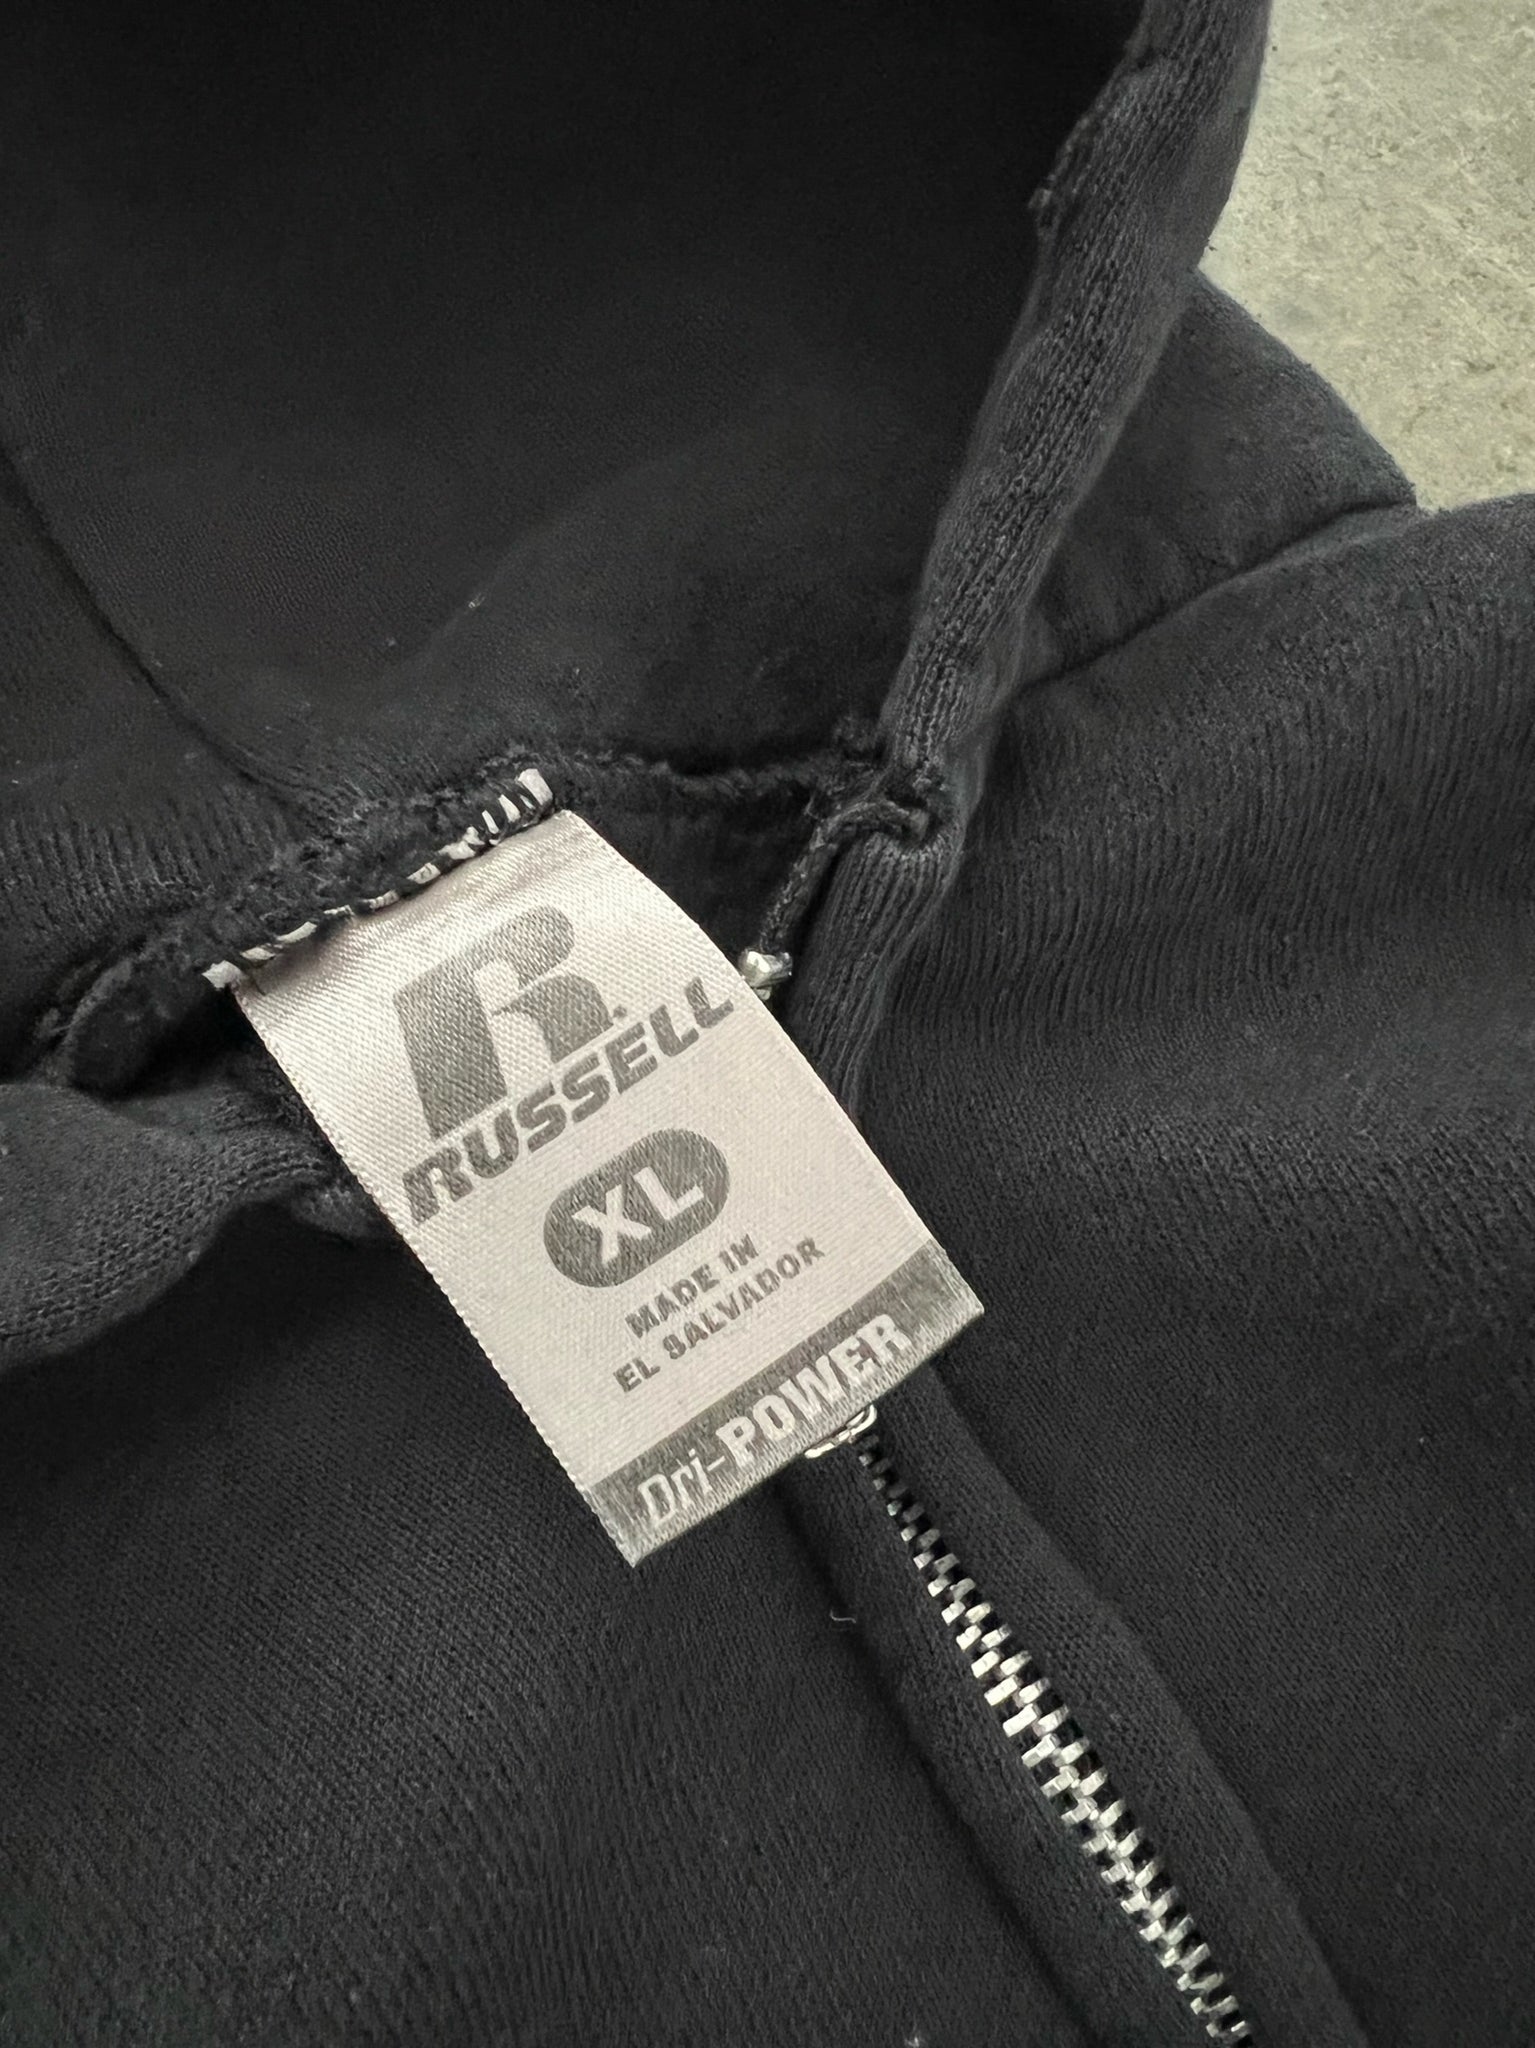 R
RUSSELL
XL
MADE IN
EL SALVADOR
Dri-POWER